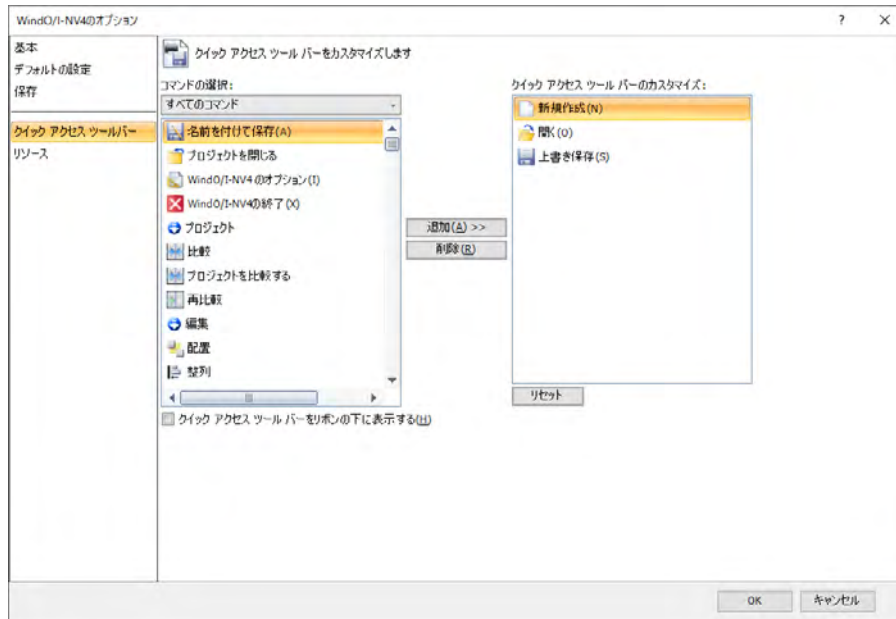 WindO/I-NV4のオプション
基本
デフォルトの設定
保存
クイック アクセス ツールバー
リソース
クイック アクセス ツール バーをカスタマイズします
コマンドの選択:
すべてのコマンド
名前を付けて保存(A)
プロジェクトを閉じる
WindO/I-NV4 のオプション(I)
WindO/I-NV4の終了(X)
プロジェクト
比較
プロジェクトを比較する
再比較
編集
配置
整列
追加(A) >>
削除(R)
クイック アクセス ツール バーのカスタマイズ:
新規作成(N)
開く(O)
上書き保存(S)
リセット
クイック アクセス ツール バーをリボンの下に表示する(H)
OK
キャンセル